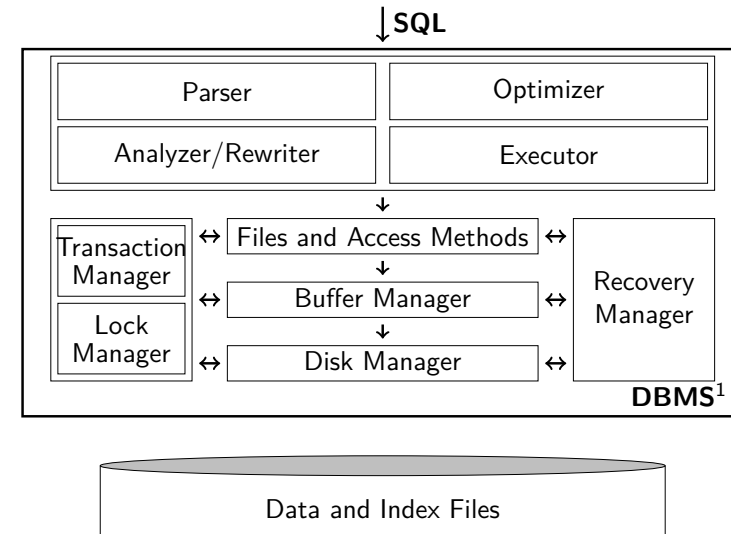 SQL
Parser
Optimizer
Analyzer/Rewriter
Executor
Transaction
Manager
Lock
Manager
Files and Access Methods
Buffer Manager
Disk Manager
Recovery
Manager
DBMS¹
Data and Index Files